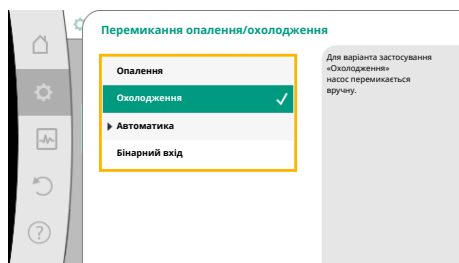 Перемикання опалення/охолодження
Опалення
Охолодження
Автоматика
Бінарний вхід
Для варіанта застосування
«Охолодження»
насос перемикається
вручну.